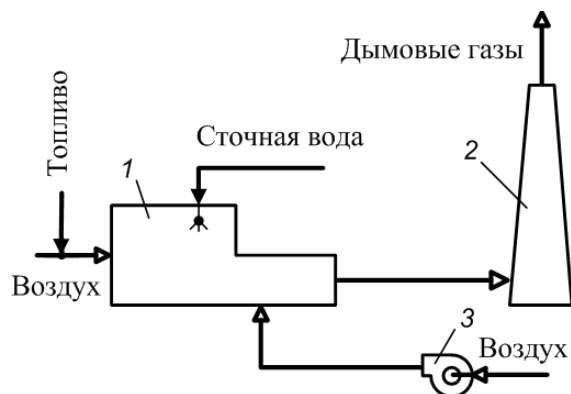 Дымовые газы
Топливо
Сточная вода
1
2
Воздух
3
Воздух